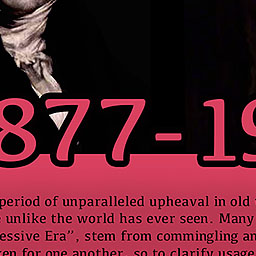 877-19
period of unparalleled upheaval in old
unlike the world has ever seen. Many
essive Era”, stem from commingling an
for one another, so to clarify usage